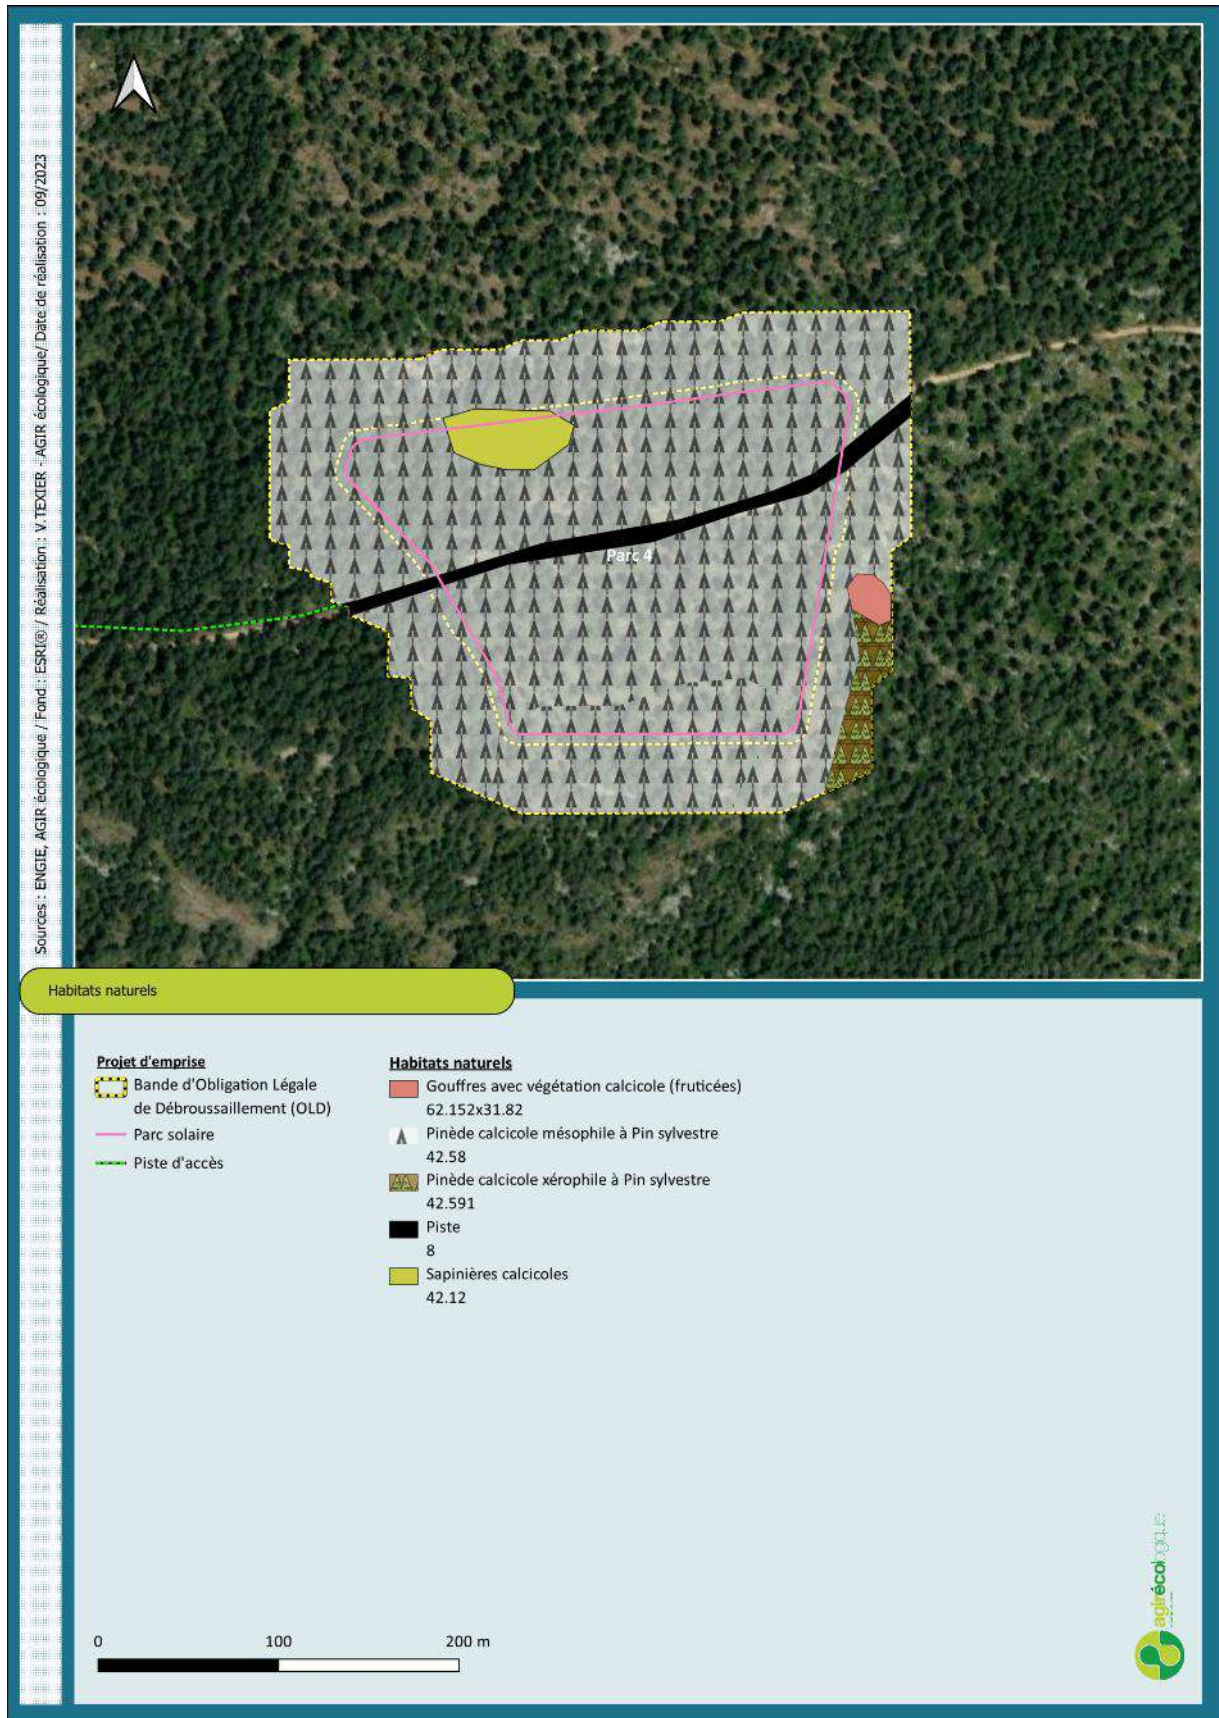 Sources : ENGIE, AGIR écologique / Fond : ESRI® / Réalisation : V.TEXIER - AGIR écologique/ Date de réalisation : 09/2023
Parc 4
Habitats naturels
Projet d'emprise
Bande d'Obligation Légale
de Débroussaillement (OLD)
Parc solaire
Piste d'accès
Habitats naturels
Gouffres avec végétation calcicole (fruticées)
62.152x31.82
Pinède calcicole mésophile à Pin sylvestre
42.58
Pinède calcicole xérophile à Pin sylvestre
42.591
Piste
8
Sapinières calcicoles
42.12
0 100 200 m
agirécologique